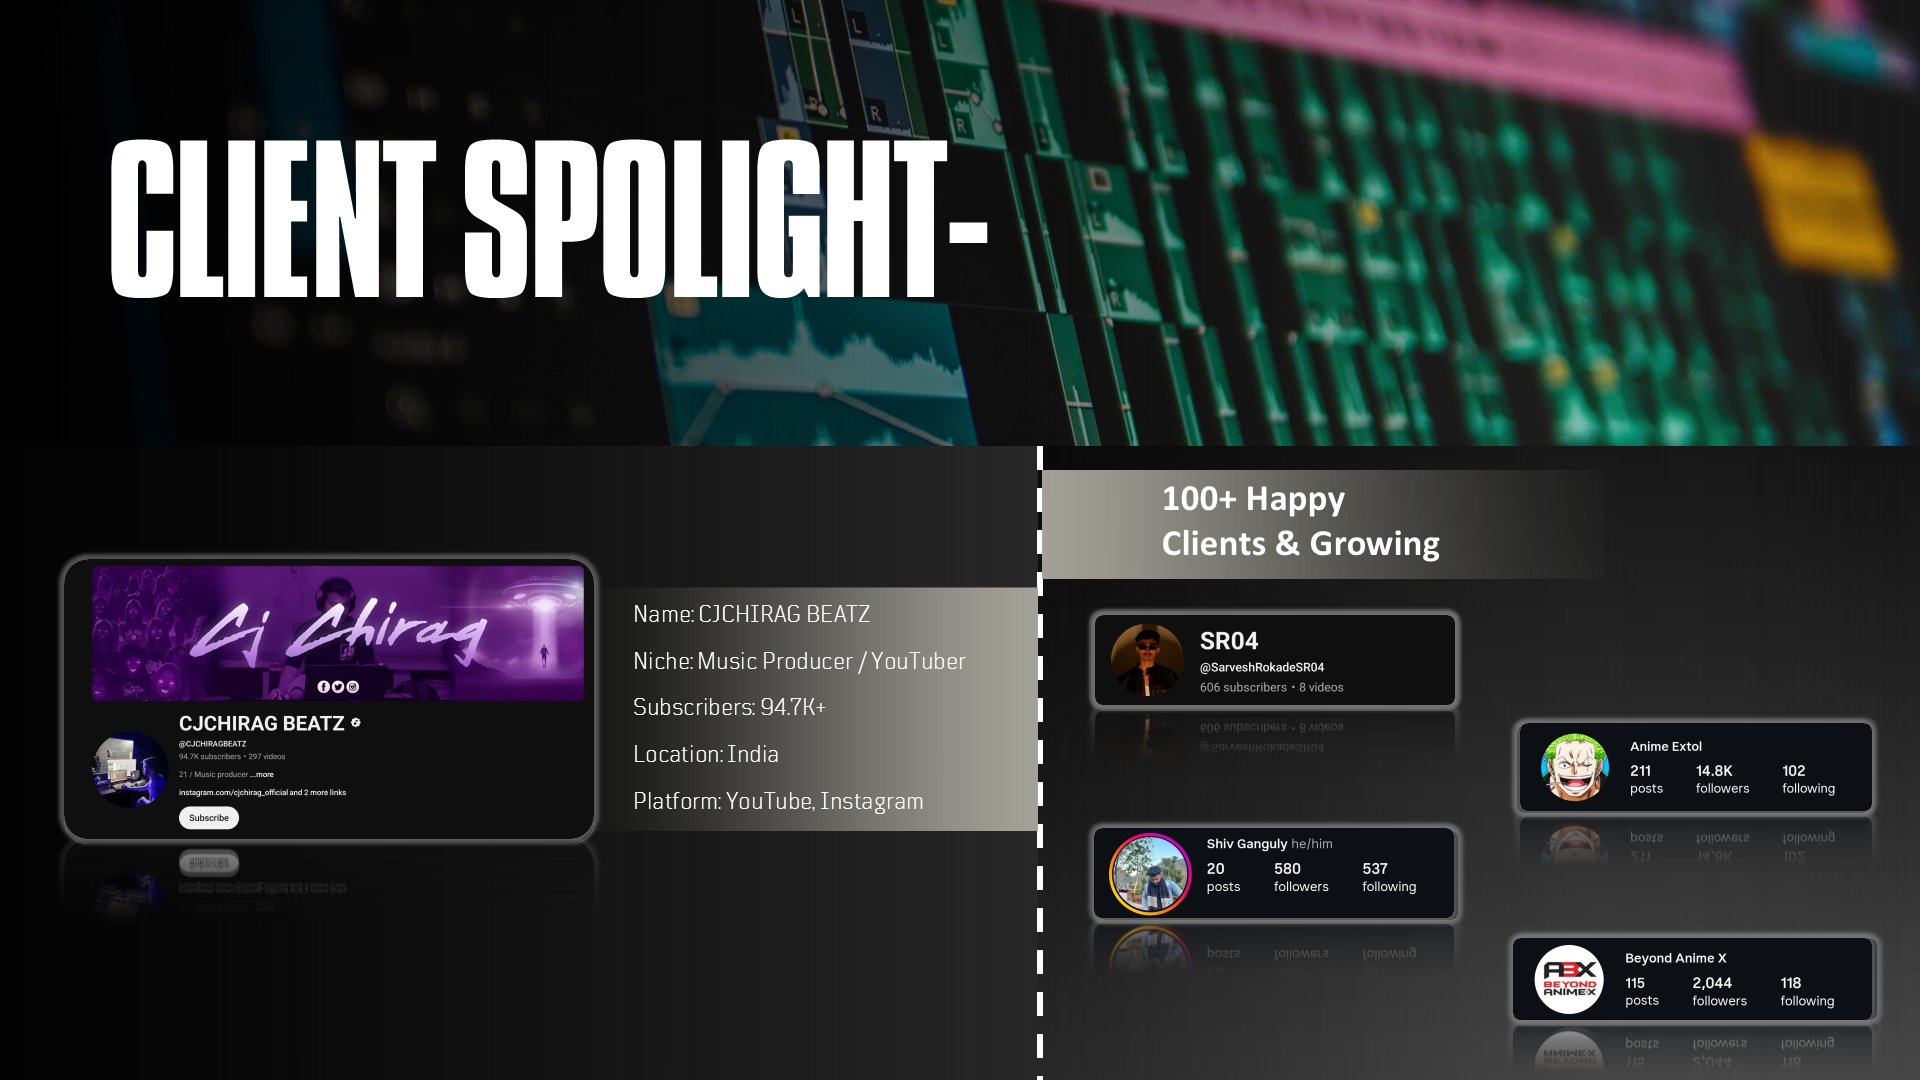 CLIENT SPOLIGHT-
L
L
L
R
R
R
Cj Chirag
CJCHIRAG BEATZ
@CJCHIRAGBEATZ
94.7K subscribers • 297 videos
21 / Music producer ...more
instagram.com/cjchirag_official and 2 more links
Subscribe
Name: CJCHIRAG BEATZ
Niche: Music Producer / YouTuber
Subscribers: 94.7K+
Location: India
Platform: YouTube, Instagram
100+ Happy
Clients & Growing
SR04
@SarveshRokadeSR04
606 subscribers • 8 videos
Anime Extol
211 14.8K 102
posts followers following
Shiv Ganguly he/him
20 580 537
posts followers following
ABX
BEYOND
ANIMEX
Beyond Anime X
115 2,044 118
posts followers following